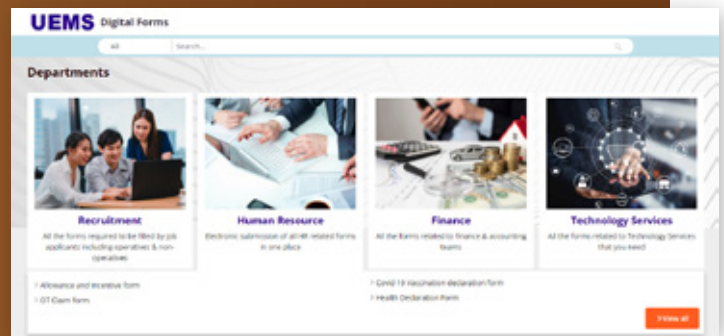 UEMS Digital Forms
All Search...
Departments
Recruitment
All the forms required to be filled by job
applicants including operatives & non-
operatives
Human Resource
Electronic submission of all HR related forms
in one place
Finance
All the forms related to finance & accounting
teams
Technology Services
All the forms related to Technology Services
that you need
> Allowance and incentive form
> OT Claim form
> Covid 19 Vaccination declaration form
> Health Declaration Form
> View all